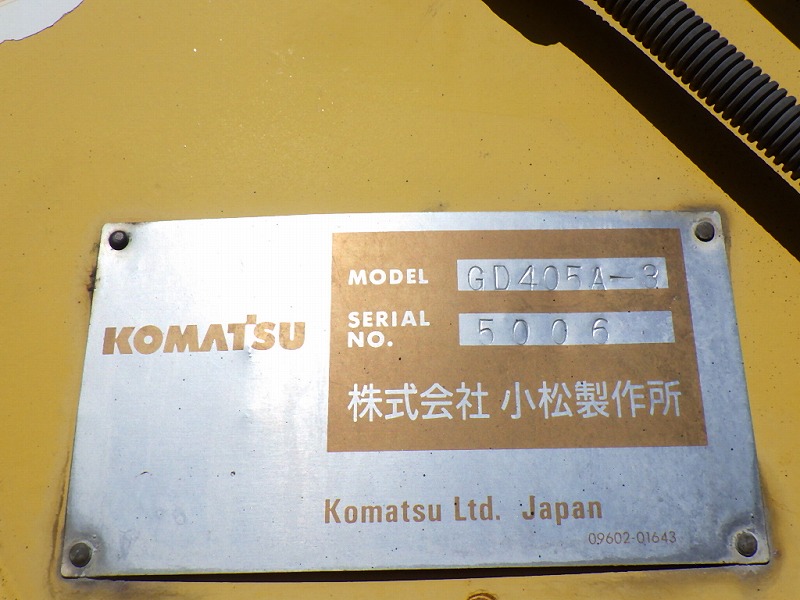 KOMATSU
MODEL GD405A-3
SERIAL NO. 5006
株式会社 小松製作所
Komatsu Ltd. Japan
09602-01643